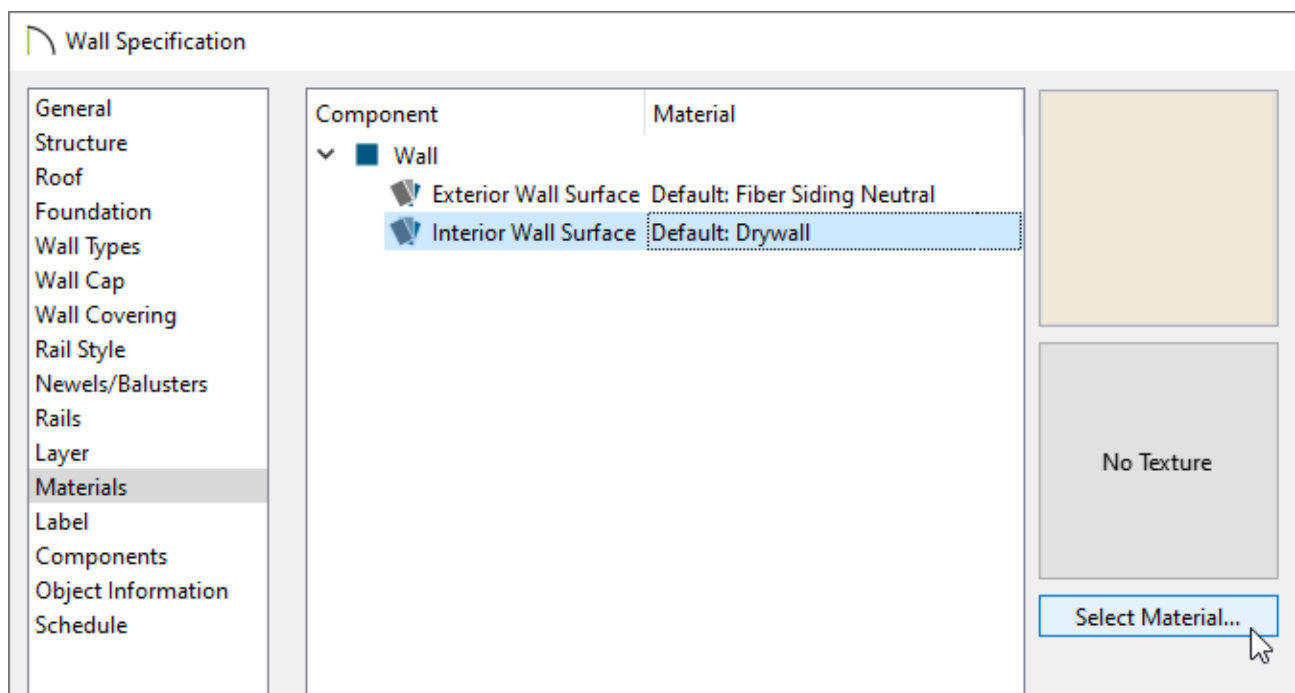 Wall Specification
General
Structure
Roof
Foundation
Wall Types
Wall Cap
Wall Covering
Rail Style
Newels/Balusters
Rails
Layer
Materials
Label
Components
Object Information
Schedule
Component Material
Wall
Exterior Wall Surface Default: Fiber Siding Neutral
Interior Wall Surface Default: Drywall
No Texture
Select Material...